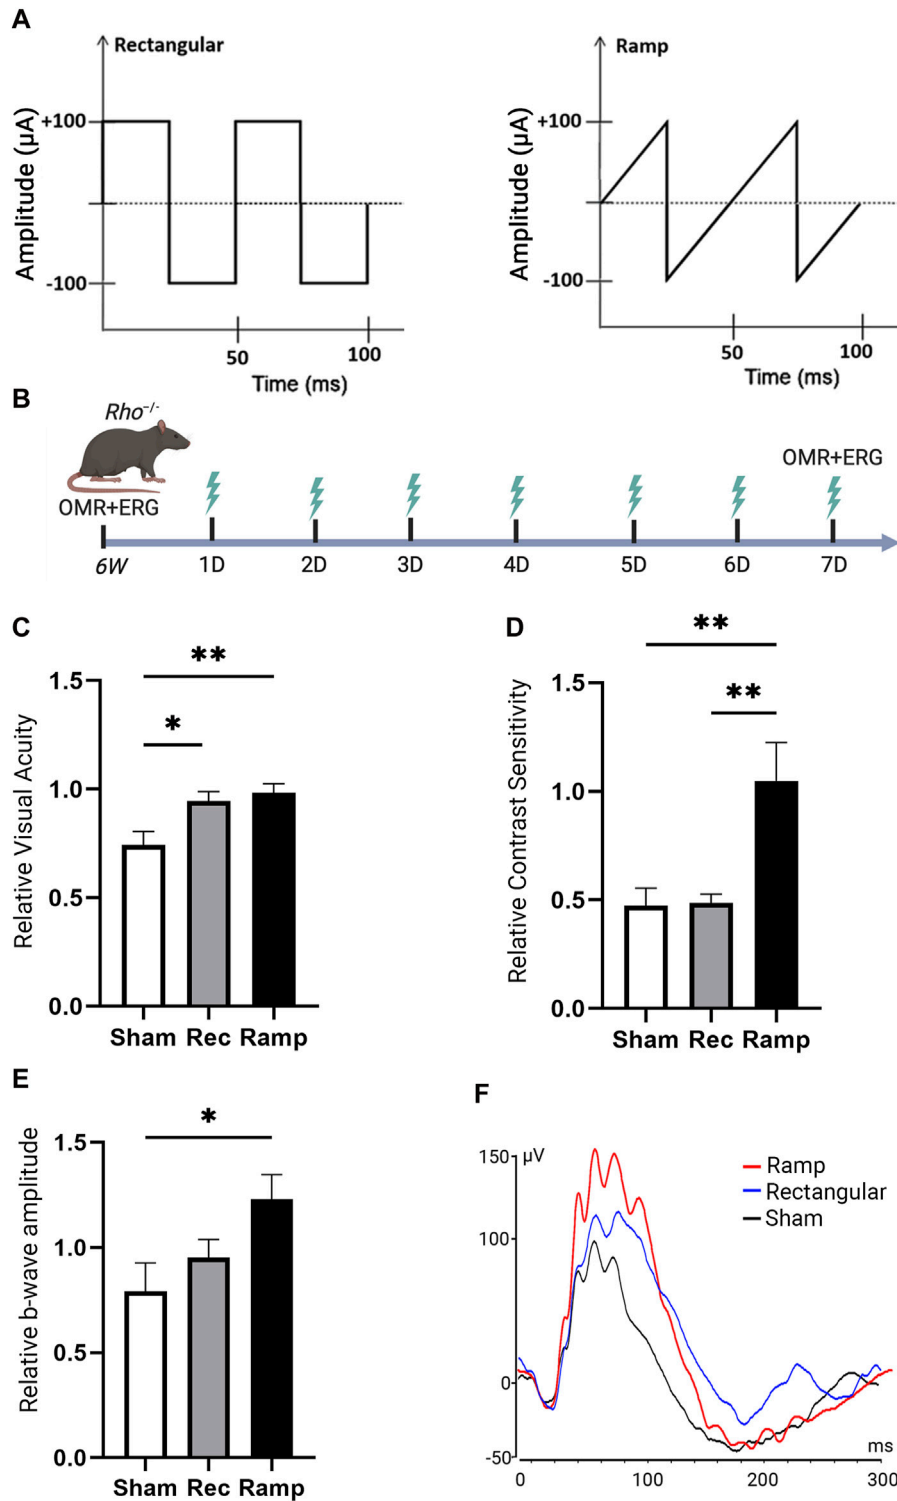 A
Rectangular
+100
-100
Amplitude (µA)
50
100
Time (ms)
Ramp
+100
-100
Amplitude (µA)
50
100
Time (ms)
B
Rho⁻/⁻
OMR+ERG
OMR+ERG
6W
1D
2D
3D
4D
5D
6D
7D
C
**
*
1.5
1.0
0.5
0.0
Relative Visual Acuity
Sham Rec Ramp
D
**
**
1.5
1.0
0.5
0.0
Relative Contrast Sensitivity
Sham Rec Ramp
E
*
1.5
1.0
0.5
0.0
Relative b-wave amplitude
Sham Rec Ramp
F
150
µV
100
0
-50
Ramp
Rectangular
Sham
ms
0
100
200
300